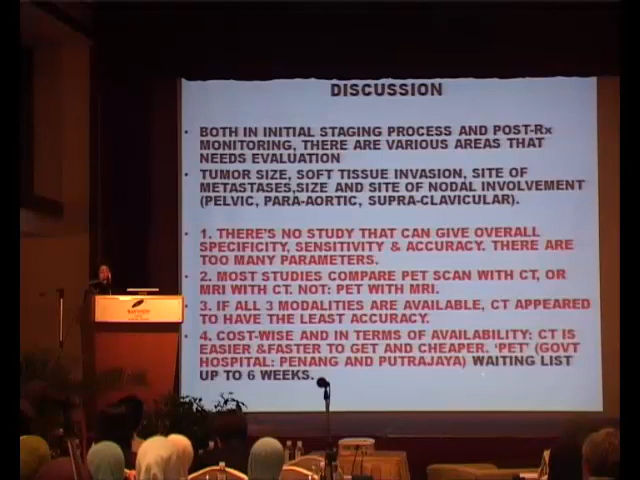 DISCUSSION
• BOTH IN INITIAL STAGING PROCESS AND POST-Rx
MONITORING, THERE ARE VARIOUS AREAS THAT
NEEDS EVALUATION
• TUMOR SIZE, SOFT TISSUE INVASION, SITE OF
METASTASES,SIZE AND SITE OF NODAL INVOLVEMENT
(PELVIC, PARA-AORTIC, SUPRA-CLAVICULAR).
• 1. THERE'S NO STUDY THAT CAN GIVE OVERALL
SPECIFICITY, SENSITIVITY & ACCURACY. THERE ARE
TOO MANY PARAMETERS.
• 2. MOST STUDIES COMPARE PET SCAN WITH CT, OR
MRI WITH CT. NOT: PET WITH MRI.
• 3. IF ALL 3 MODALITIES ARE AVAILABLE, CT APPEARED
TO HAVE THE LEAST ACCURACY.
• 4. COST-WISE AND IN TERMS OF AVAILABILITY: CT IS
EASIER &FASTER TO GET AND CHEAPER. 'PET' (GOVT
HOSPITAL: PENANG AND PUTRAJAYA) WAITING LIST
UP TO 6 WEEKS.